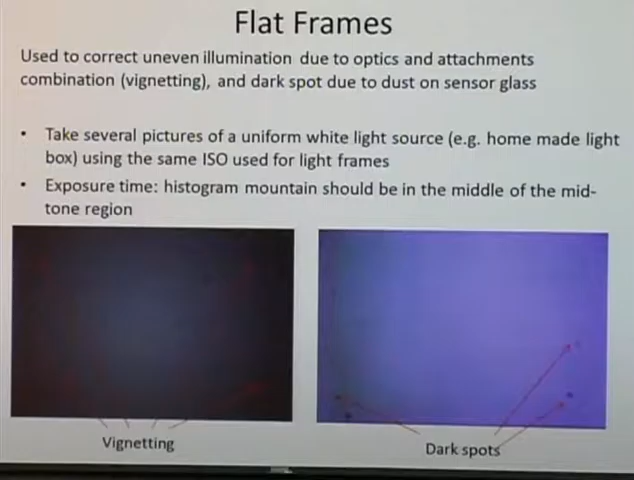 Flat Frames
Used to correct uneven illumination due to optics and attachments
combination (vignetting), and dark spot due to dust on sensor glass
• Take several pictures of a uniform white light source (e.g. home made light
box) using the same ISO used for light frames
• Exposure time: histogram mountain should be in the middle of the mid-
tone region
Vignetting
Dark spots